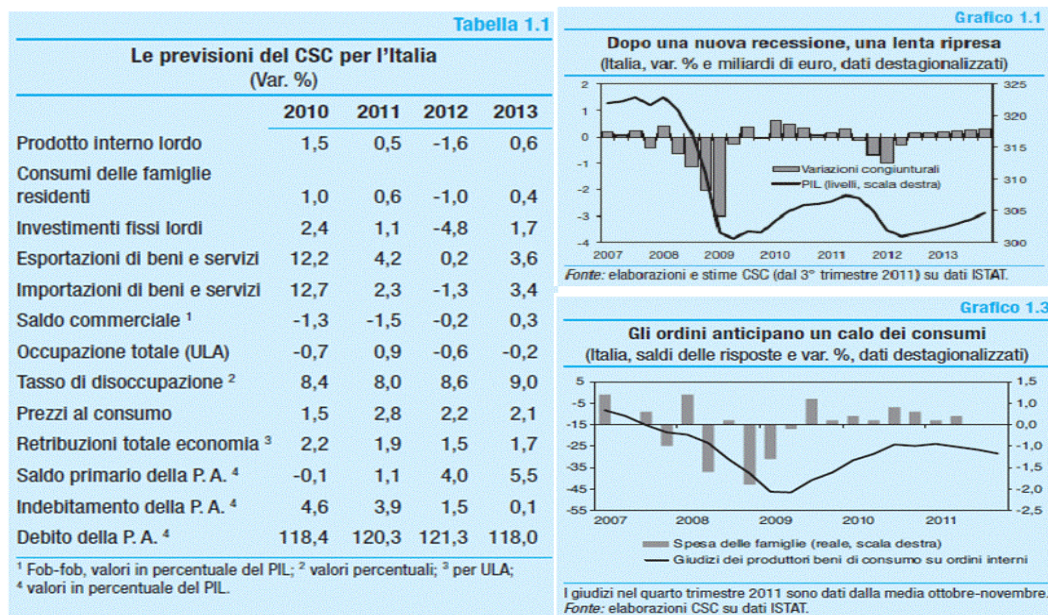 Tabella 1.1
Le previsioni del CSC per l'Italia
(Var. %)
2010 2011 2012 2013
Prodotto interno lordo 1,5 0,5 -1,6 0,6
Consumi delle famiglie
residenti 1,0 0,6 -1,0 0,4
Investimenti fissi lordi 2,4 1,1 -4,8 1,7
Esportazioni di beni e servizi 12,2 4,2 0,2 3,6
Importazioni di beni e servizi 12,7 2,3 -1,3 3,4
Saldo commerciale ¹ -1,3 -1,5 -0,2 0,3
Occupazione totale (ULA) -0,7 0,9 -0,6 -0,2
Tasso di disoccupazione ² 8,4 8,0 8,6 9,0
Prezzi al consumo 1,5 2,8 2,2 2,1
Retribuzioni totale economia ³ 2,2 1,9 1,5 1,7
Saldo primario della P. A. ⁴ -0,1 1,1 4,0 5,5
Indebitamento della P. A. ⁴ 4,6 3,9 1,5 0,1
Debito della P. A. ⁴ 118,4 120,3 121,3 118,0
¹ Fob-fob, valori in percentuale del PIL; ² valori percentuali; ³ per ULA;
⁴ valori in percentuale del PIL.
Grafico 1.1
Dopo una nuova recessione, una lenta ripresa
(Italia, var. % e miliardi di euro, dati destagionalizzati)
2 325
1 320
0
-1 315
Variazioni congiunturali
-2 310
PIL (livelli, scala destra)
-3 305
-4 300
2007 2008 2009 2010 2011 2012 2013
Fonte: elaborazioni e stime CSC (dal 3° trimestre 2011) su dati ISTAT.
Grafico 1.3
Gli ordini anticipano un calo dei consumi
(Italia, saldi delle risposte e var. %, dati destagionalizzati)
5 1,5
-5 1,0
-15 0,0
-25 -1,0
-35 -1,5
-45 -2,0
-55 -2,5
2007 2008 2009 2010 2011
Spesa delle famiglie (reale, scala destra)
Giudizi dei produttori beni di consumo su ordini interni
I giudizi nel quarto trimestre 2011 sono dati dalla media ottobre-novembre.
Fonte: elaborazioni CSC su dati ISTAT.